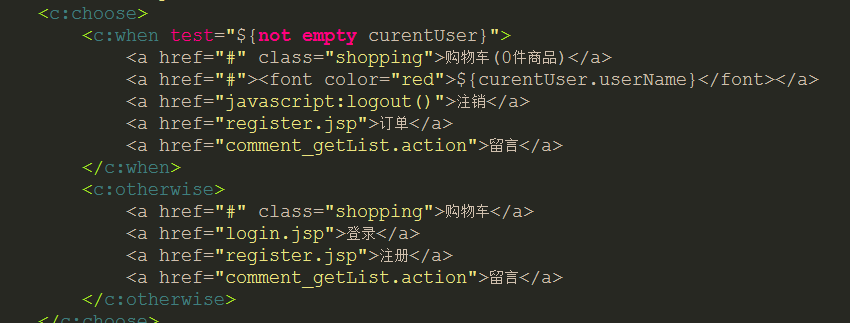 <c:choose>
<c:when test="${not empty curentUser}">
<a href="#" class="shopping">购物车(0件商品)</a>
<a href="#"><font color="red">${curentUser.userName}</font></a>
<a href="javascript:logout()">注销</a>
<a href="register.jsp">订单</a>
<a href="comment_getList.action">留言</a>
</c:when>
<c:otherwise>
<a href="#" class="shopping">购物车</a>
<a href="login.jsp">登录</a>
<a href="register.jsp">注册</a>
<a href="comment_getList.action">留言</a>
</c:otherwise>
</c:choose>